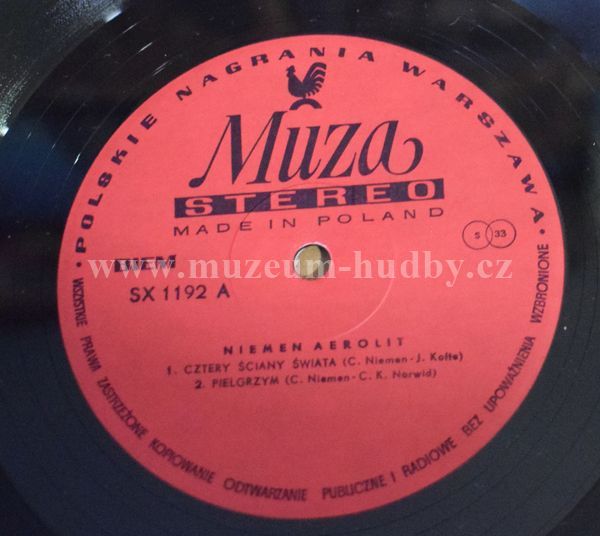 • POLSKIE NAGRANIA WARSZAWA •
Muza
STEREO
MADE IN POLAND
S 33
BIEM
www.muzeum-hudby.cz
SX 1192 A
NIEMEN AEROLIT
1. CZTERY ŚCIANY ŚWIATA (C. Niemen-J. Kofta)
2. PIELGRZYM (C. Niemen-C. K. Norwid)
WSZYSTKIE PRAWA ZASTRZEŻONE KOPIOWANIE ODTWARZANIE PUBLICZNE I RADIOWE BEZ UPOWAŻNIENIA WZBRONIONE